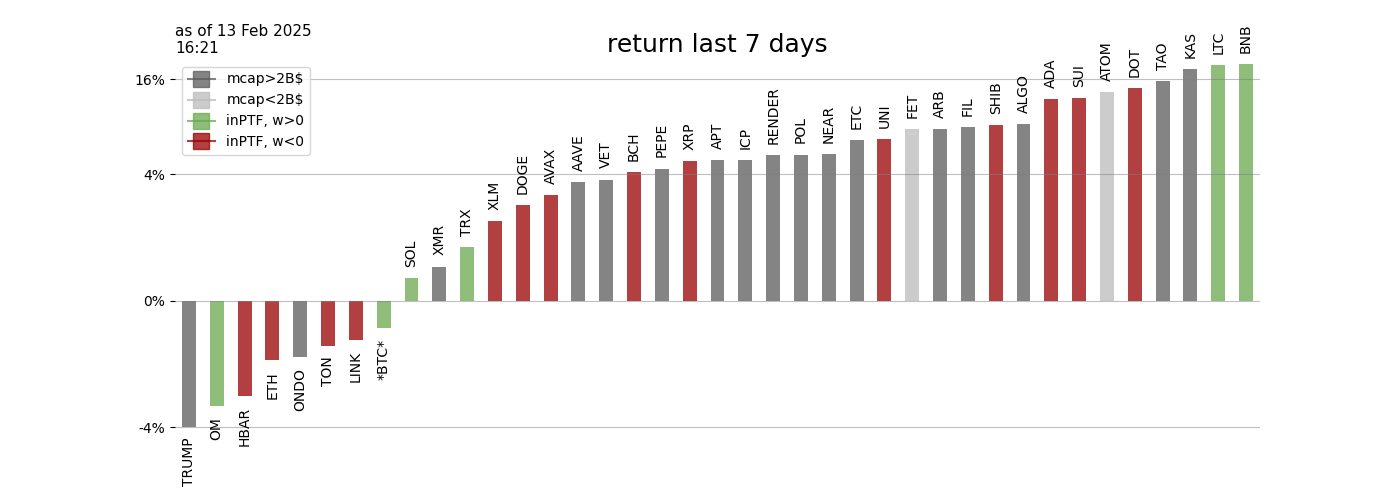 as of 13 Feb 2025
16:21
return last 7 days
mcap>2B$
mcap<2B$
inPTF, w>0
inPTF, w<0
16%
4%
0%
-4%
TRUMP
OM
HBAR
ETH
ONDO
TON
LINK
*BTC*
SOL
XMR
TRX
XLM
DOGE
AVAX
AAVE
VET
BCH
PEPE
XRP
APT
ICP
RENDER
POL
NEAR
ETC
UNI
FET
ARB
FIL
SHIB
ALGO
ADA
SUI
ATOM
DOT
TAO
KAS
LTC
BNB